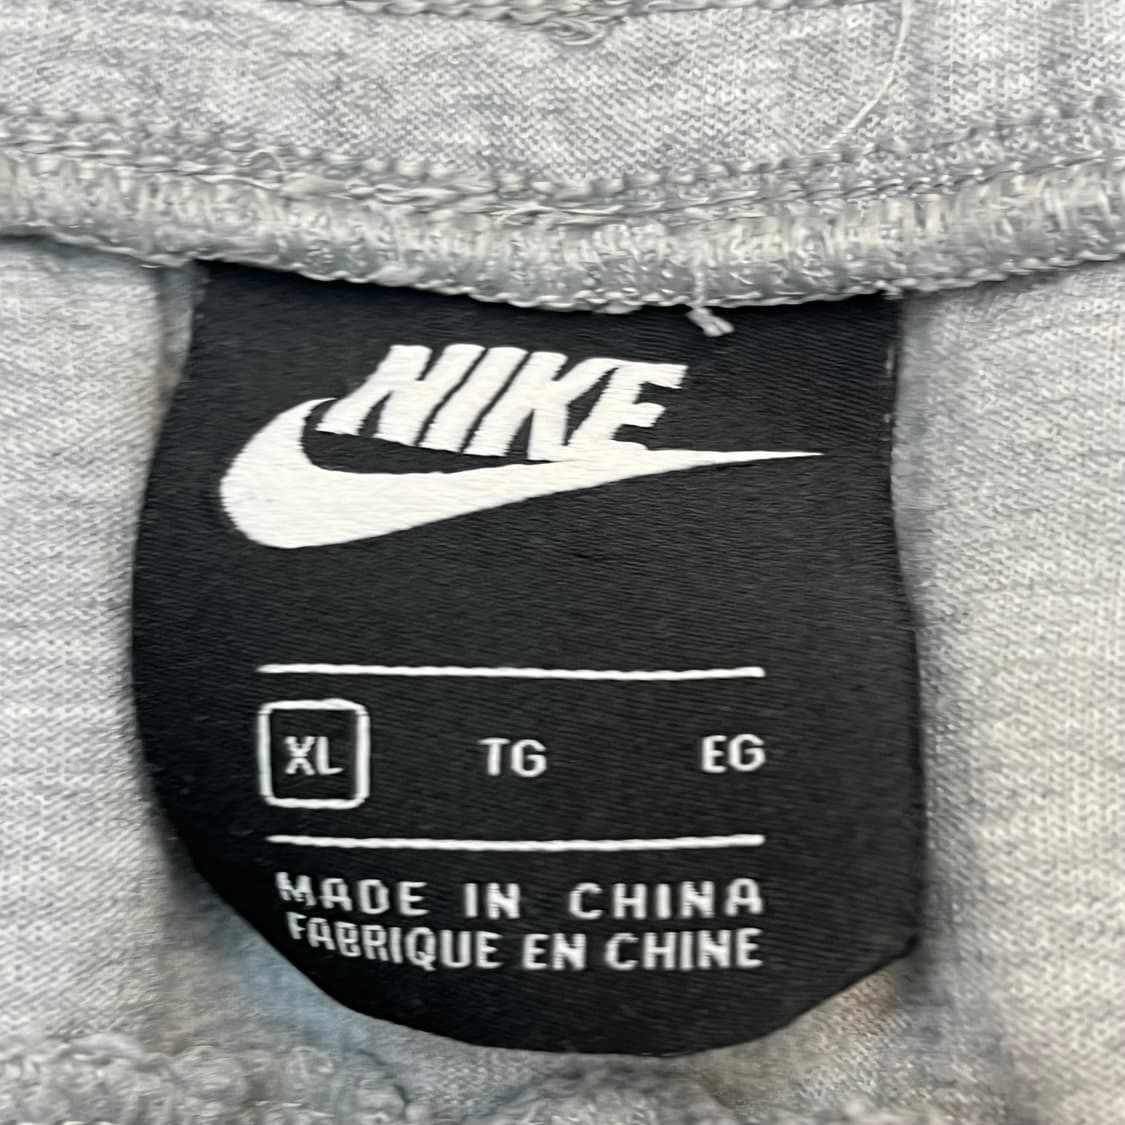 NIKE
XL TG EG
MADE IN CHINA
FABRIQUE EN CHINE